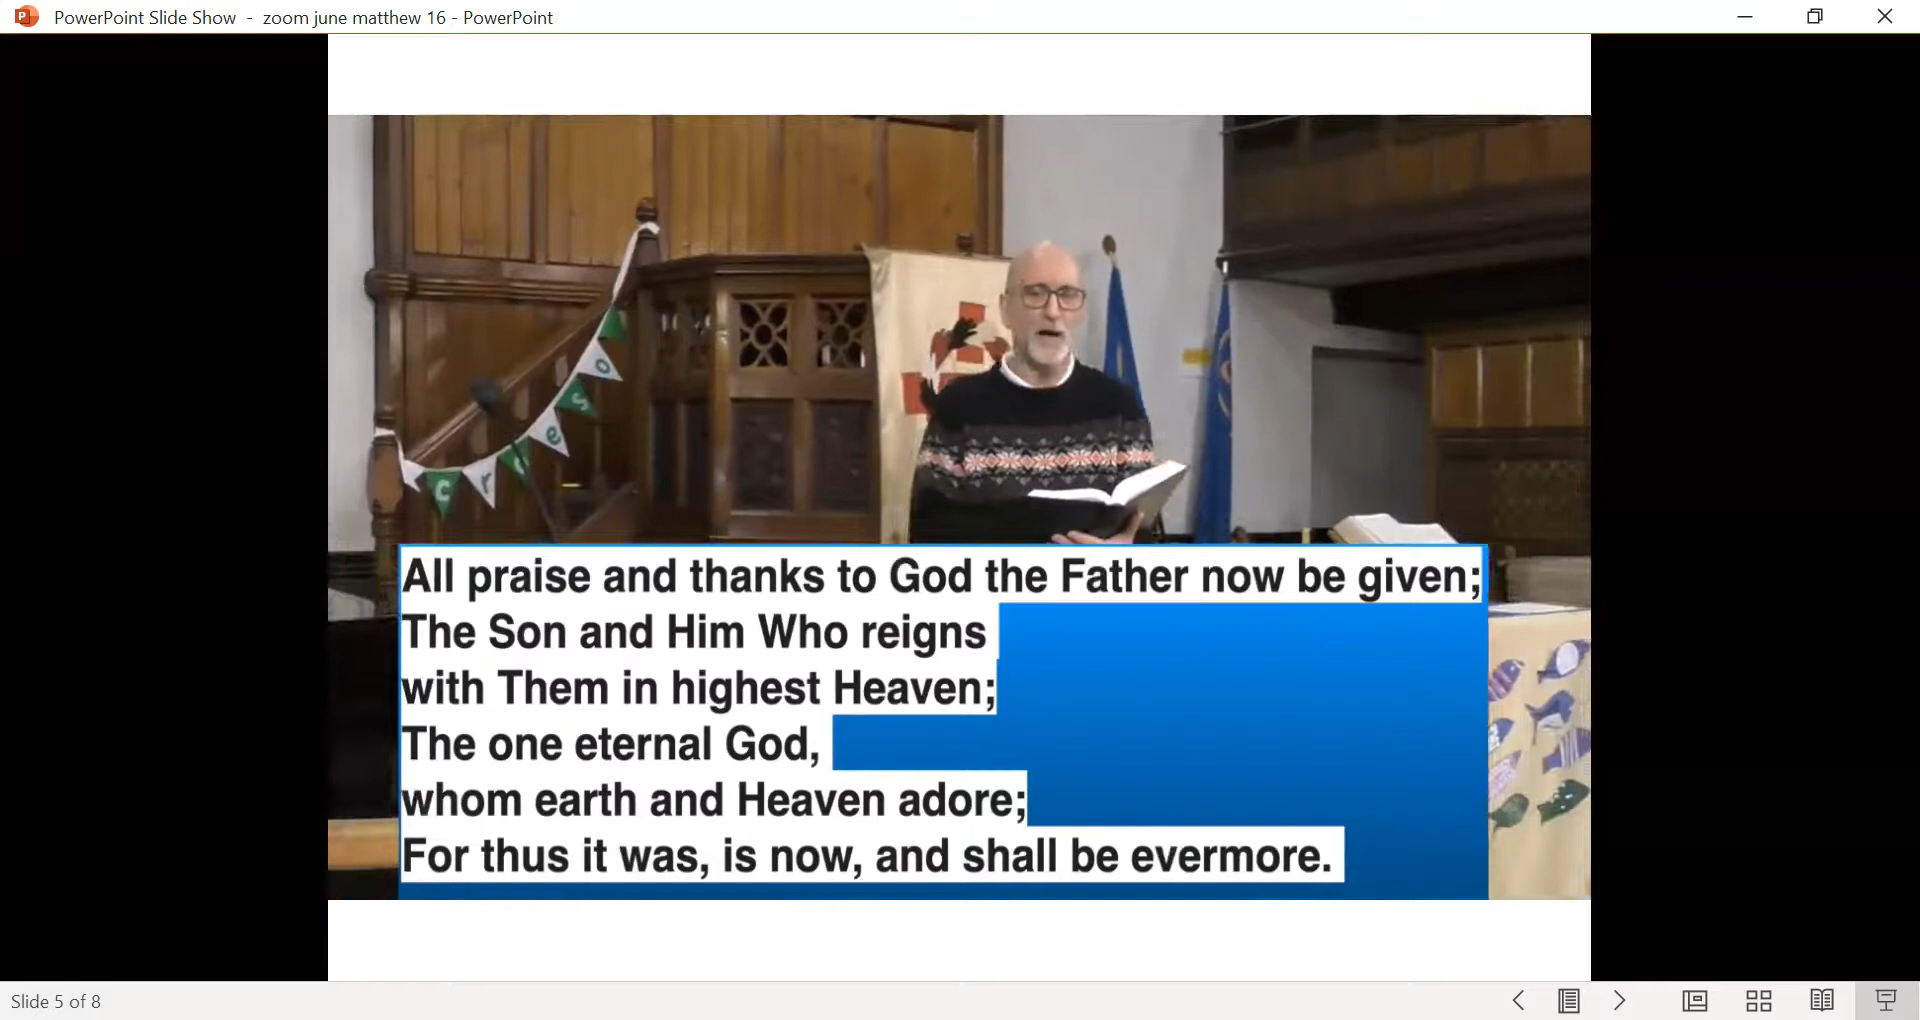 PowerPoint Slide Show - zoom june matthew 16 - PowerPoint
o
s
e
c
r
c
All praise and thanks to God the Father now be given;
The Son and Him Who reigns
with Them in highest Heaven;
The one eternal God,
whom earth and Heaven adore;
For thus it was, is now, and shall be evermore.
Slide 5 of 8